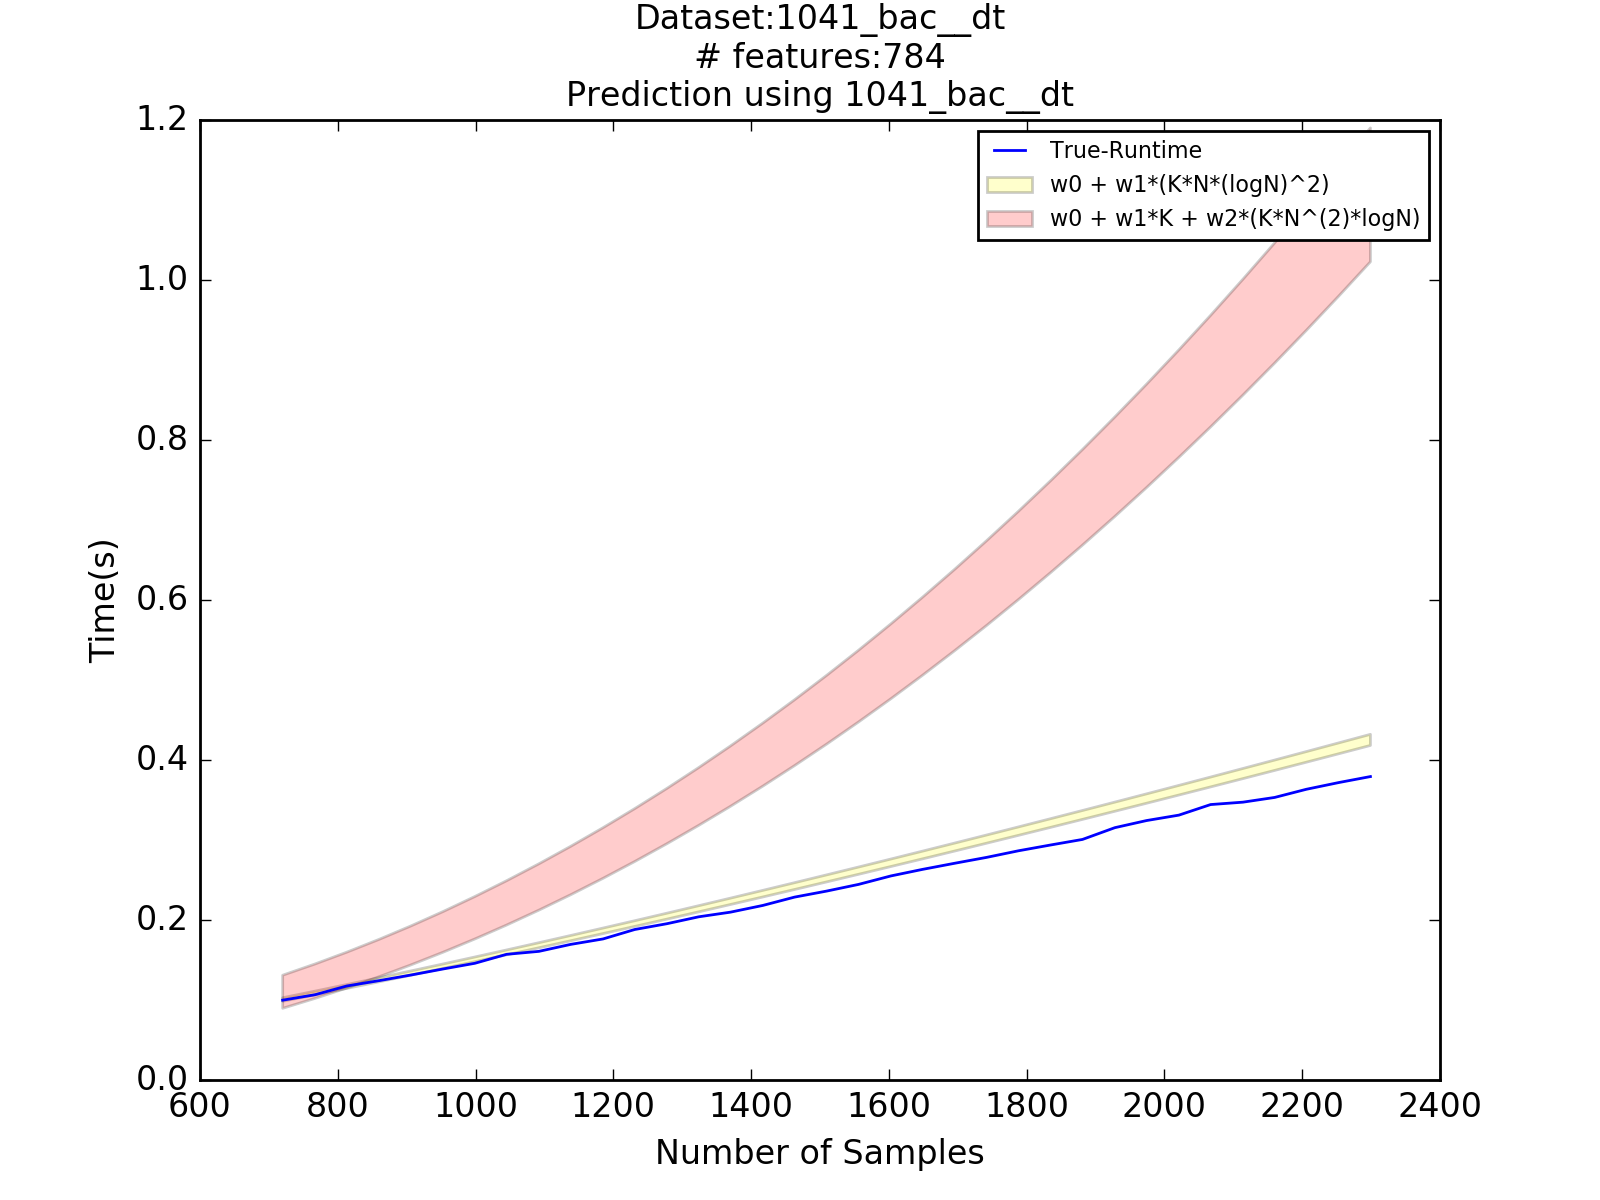 Dataset:1041_bac__dt
# features:784
Prediction using 1041_bac__dt
True-Runtime
w0 + w1*(K*N*(logN)^2)
w0 + w1*K + w2*(K*N^(2)*logN)
Time(s)
1.2
1.0
0.8
0.6
0.4
0.2
0.0
600 800 1000 1200 1400 1600 1800 2000 2200 2400
Number of Samples